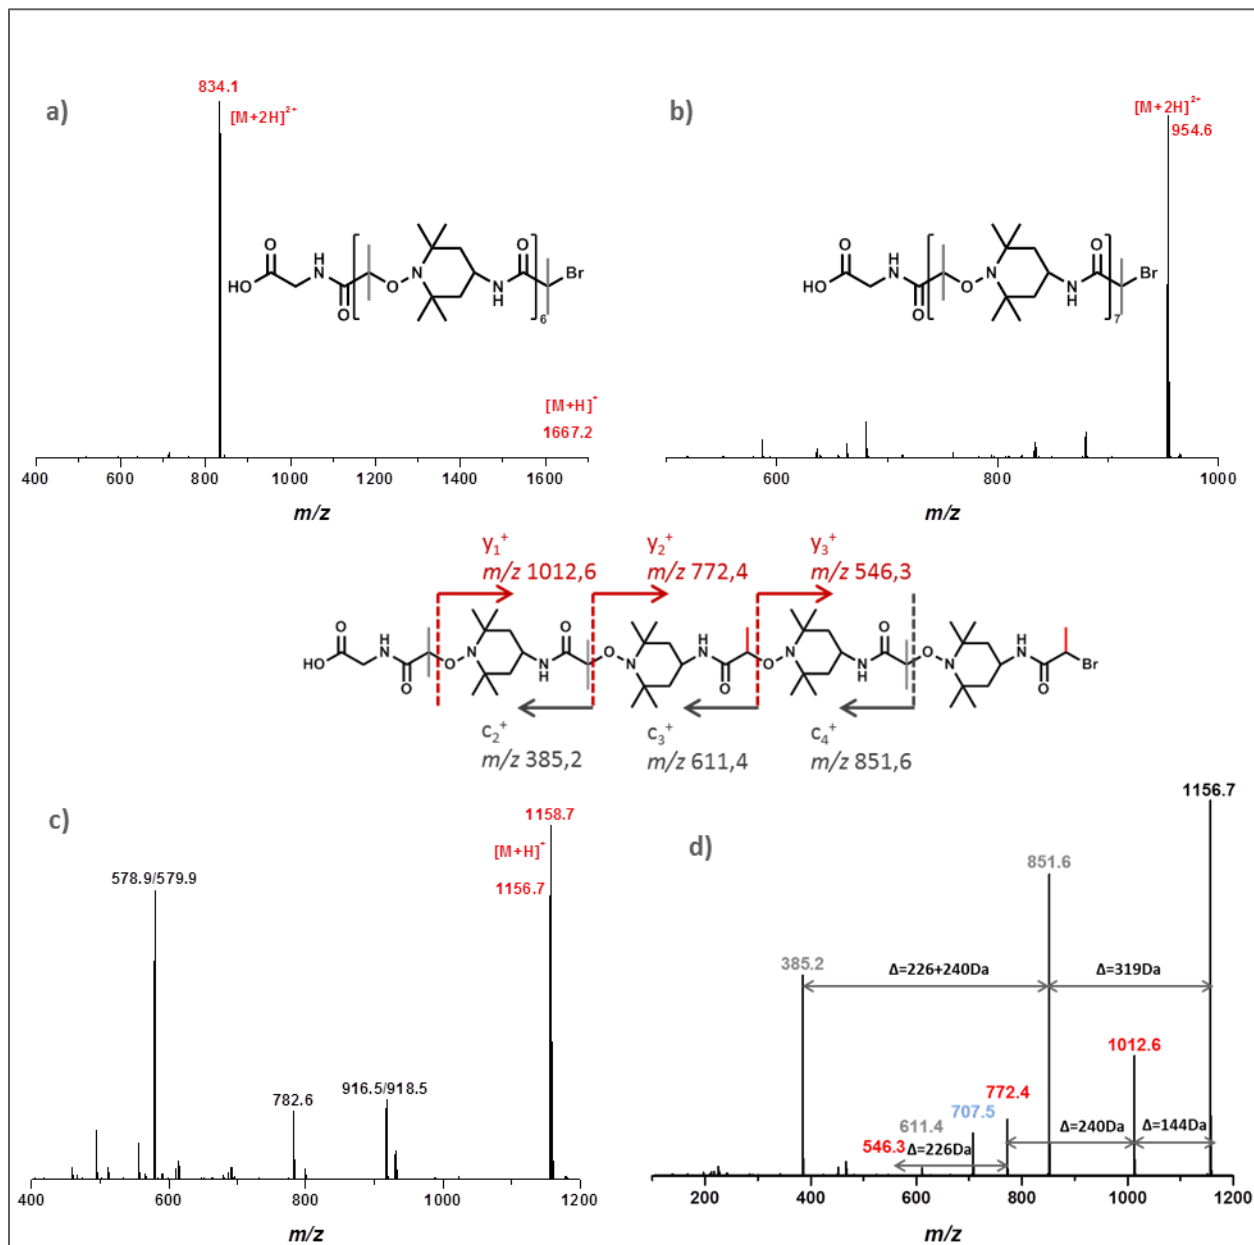 a)
834.1
[M+2H]²⁺
HO
O
H
N
O
O
N
N
H
O
Br
6
[M+H]⁺
1667.2
400 600 800 1000 1200 1400 1600
m/z
b)
[M+2H]²⁺
954.6
HO
O
H
N
O
O
N
N
H
O
Br
7
600 800 1000
m/z
y₁⁺
m/z 1012,6
y₂⁺
m/z 772,4
y₃⁺
m/z 546,3
HO
O
H
N
O
O
N
N
H
O
O
N
H
N
O
O
N
N
H
O
O
N
H
N
O
Br
c₂⁺
m/z 385,2
c₃⁺
m/z 611,4
c₄⁺
m/z 851,6
c)
1158.7
[M+H]⁺
1156.7
578.9/579.9
782.6
916.5/918.5
400 600 800 1000 1200
m/z
d)
1156.7
851.6
385.2
Δ=226+240Da
Δ=319Da
1012.6
772.4
707.5
611.4
546.3
Δ=226Da
Δ=240Da
Δ=144Da
200 400 600 800 1000 1200
m/z